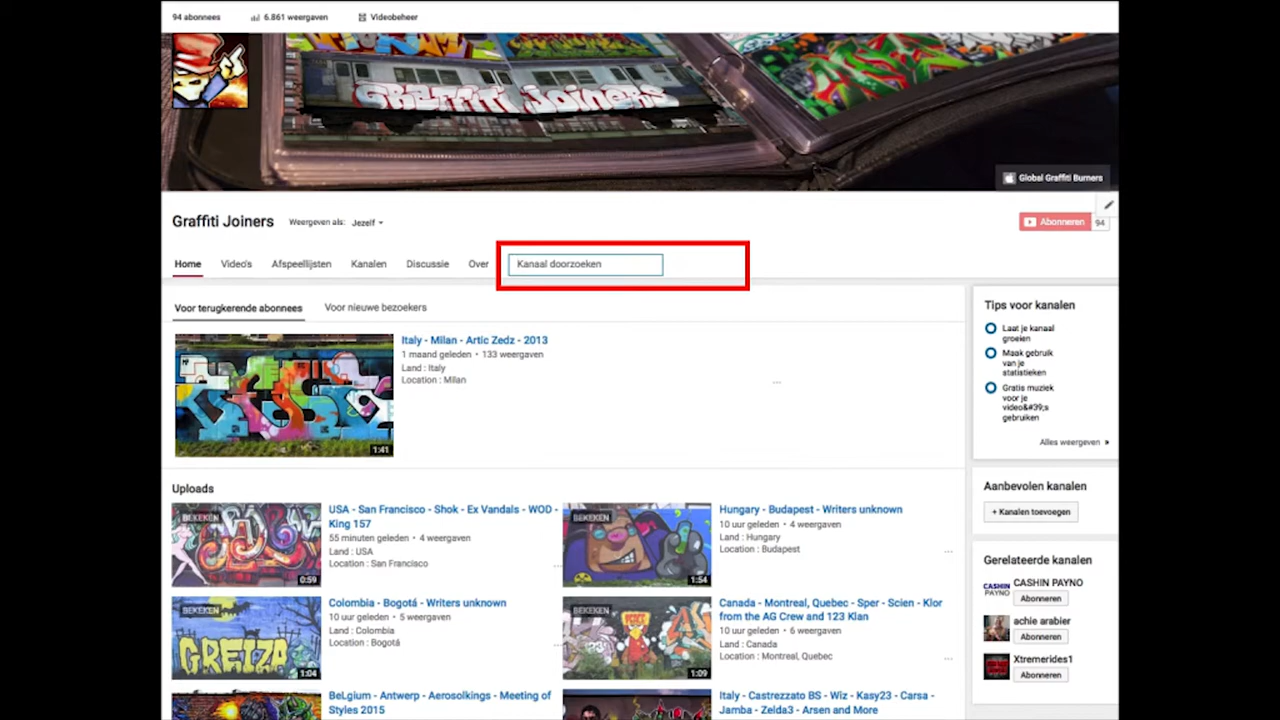 94 abonnees
6.861 weergaven
Videobeheer
GRAFFITI JOINERS
Global Graffiti Burners
Graffiti Joiners
Weergeven als: Jezelf
Abonneren
94
Home
Video's
Afspeellijsten
Kanalen
Discussie
Over
Kanaal doorzoeken
Voor terugkerende abonnees
Voor nieuwe bezoekers
1:41
Italy - Milan - Artic Zedz - 2013
1 maand geleden • 133 weergaven
Land : Italy
Location : Milan
...
Uploads
BEKEKEN
0:59
USA - San Francisco - Shok - Ex Vandals - WOD -
King 157
55 minuten geleden • 4 weergaven
Land : USA
Location : San Francisco
...
BEKEKEN
1:54
Hungary - Budapest - Writers unknown
10 uur geleden • 4 weergaven
Land : Hungary
Location : Budapest
...
BEKEKEN
GREIZA
1:04
Colombia - Bogotá - Writers unknown
10 uur geleden • 5 weergaven
Land : Colombia
Location : Bogotá
...
BEKEKEN
1:09
Canada - Montreal, Quebec - Sper - Scien - Klor
from the AG Crew and 123 Klan
10 uur geleden • 6 weergaven
Land : Canada
Location : Montreal, Quebec
...
BeLgium - Antwerp - Aerosolkings - Meeting of
Styles 2015
Italy - Castrezzato BS - Wiz - Kasy23 - Carsa -
Jamba - Zelda3 - Arsen and More
Tips voor kanalen
Laat je kanaal
groeien
Maak gebruik
van je
statistieken
Gratis muziek
voor je
video&#39;s
gebruiken
Alles weergeven
Aanbevolen kanalen
+ Kanalen toevoegen
Gerelateerde kanalen
CASHIN
PAYNO
CASHIN PAYNO
Abonneren
achie arabier
Abonneren
Xtremerides1
Abonneren